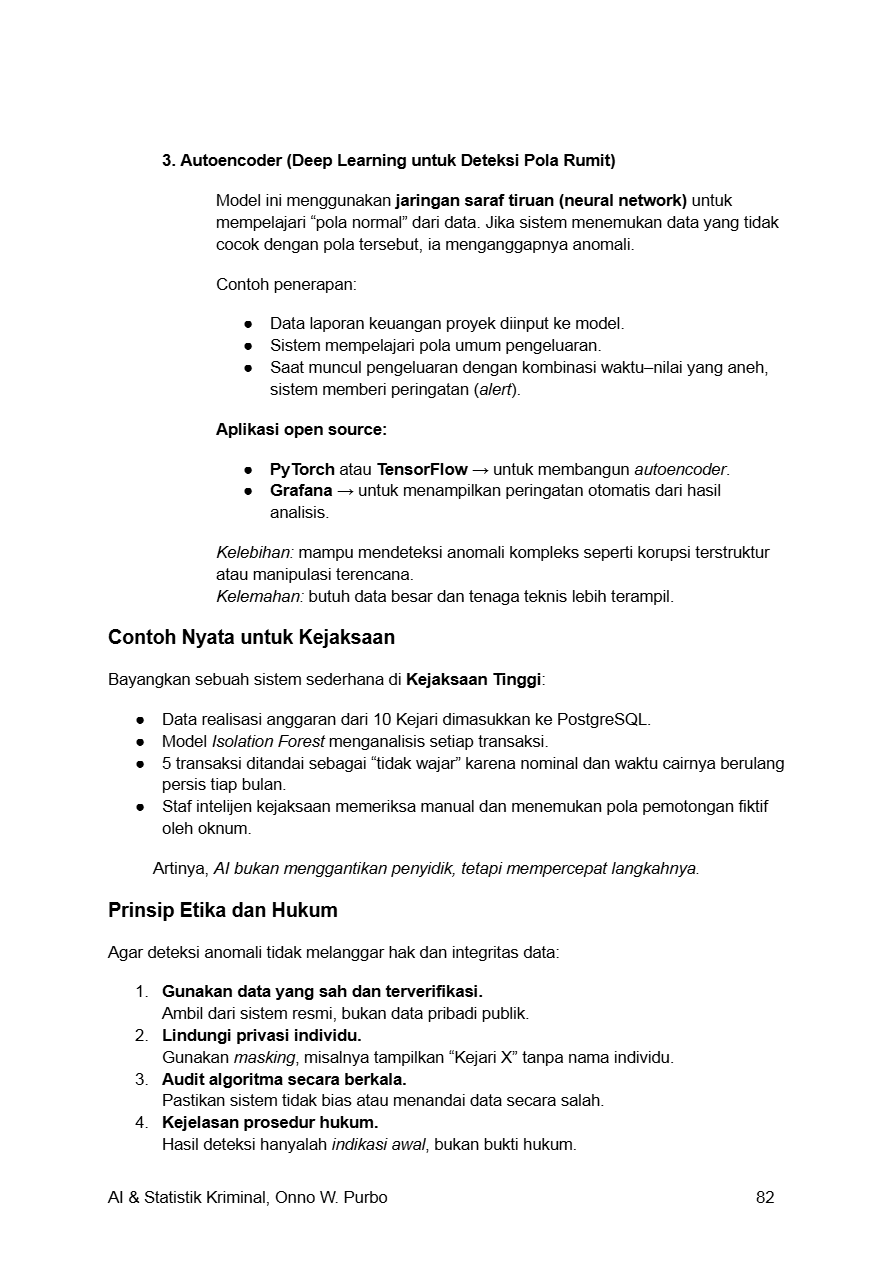 3. Autoencoder (Deep Learning untuk Deteksi Pola Rumit)
Model ini menggunakan jaringan saraf tiruan (neural network) untuk
mempelajari “pola normal” dari data. Jika sistem menemukan data yang tidak
cocok dengan pola tersebut, ia menganggapnya anomali.
Contoh penerapan:
● Data laporan keuangan proyek diinput ke model.
● Sistem mempelajari pola umum pengeluaran.
● Saat muncul pengeluaran dengan kombinasi waktu–nilai yang aneh,
sistem memberi peringatan (alert).
Aplikasi open source:
● PyTorch atau TensorFlow → untuk membangun autoencoder.
● Grafana → untuk menampilkan peringatan otomatis dari hasil
analisis.
Kelebihan: mampu mendeteksi anomali kompleks seperti korupsi terstruktur
atau manipulasi terencana.
Kelemahan: butuh data besar dan tenaga teknis lebih terampil.
Contoh Nyata untuk Kejaksaan
Bayangkan sebuah sistem sederhana di Kejaksaan Tinggi:
● Data realisasi anggaran dari 10 Kejari dimasukkan ke PostgreSQL.
● Model Isolation Forest menganalisis setiap transaksi.
● 5 transaksi ditandai sebagai “tidak wajar” karena nominal dan waktu cairnya berulang
persis tiap bulan.
● Staf intelijen kejaksaan memeriksa manual dan menemukan pola pemotongan fiktif
oleh oknum.
Artinya, AI bukan menggantikan penyidik, tetapi mempercepat langkahnya.
Prinsip Etika dan Hukum
Agar deteksi anomali tidak melanggar hak dan integritas data:
1. Gunakan data yang sah dan terverifikasi.
Ambil dari sistem resmi, bukan data pribadi publik.
2. Lindungi privasi individu.
Gunakan masking, misalnya tampilkan “Kejari X” tanpa nama individu.
3. Audit algoritma secara berkala.
Pastikan sistem tidak bias atau menandai data secara salah.
4. Kejelasan prosedur hukum.
Hasil deteksi hanyalah indikasi awal, bukan bukti hukum.
AI & Statistik Kriminal, Onno W. Purbo 82